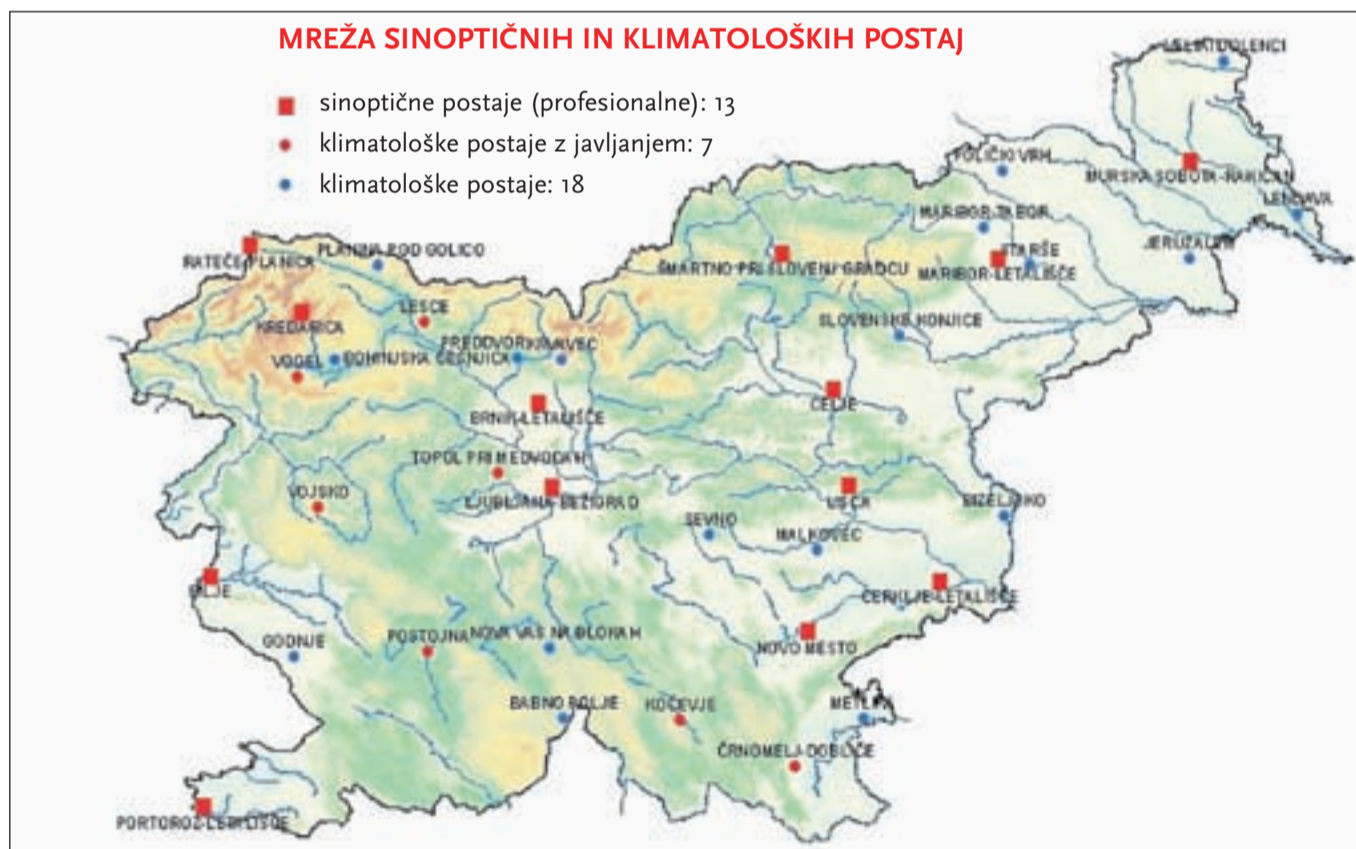 MREŽA SINOPTIČNIH IN KLIMATOLOŠKIH POSTAJ
sinoptične postaje (profesionalne): 13
klimatološke postaje z javljanjem: 7
klimatološke postaje: 18
POLIČKI VRH
MURSKA SOBOTA-RAKIČAN
LENDAVA
MARIBOR-TABOR
JERUZALEM
STARŠE
MARIBOR-LETALIŠČE
RATEČE-PLANICA
PLANINA POD GOLICO
ŠMARTNO PRI SLOVENJ GRADCU
LESCE
KREDARICA
SLOVENSKE KONJICE
PREDDVOR
KRVAVEC
VOGEL
BOHINJSKA ČEŠNJICA
CELJE
BRNIK-LETALIŠČE
TOPOL PRI MEDVODAH
VOJSKO
LJUBLJANA-BEŽIGRAD
LISCA
BIZELJSKO
SEVNO
MALKOVEC
BILJE
CERKLJE-LETALIŠČE
GODNJE
POSTOJNA
NOVA VAS NA BLOKAH
NOVO MESTO
BABNO POLJE
KOČEVJE
METLIKA
ČRNOMELJ-DOBLIČE
PORTOROŽ-LETALIŠČE